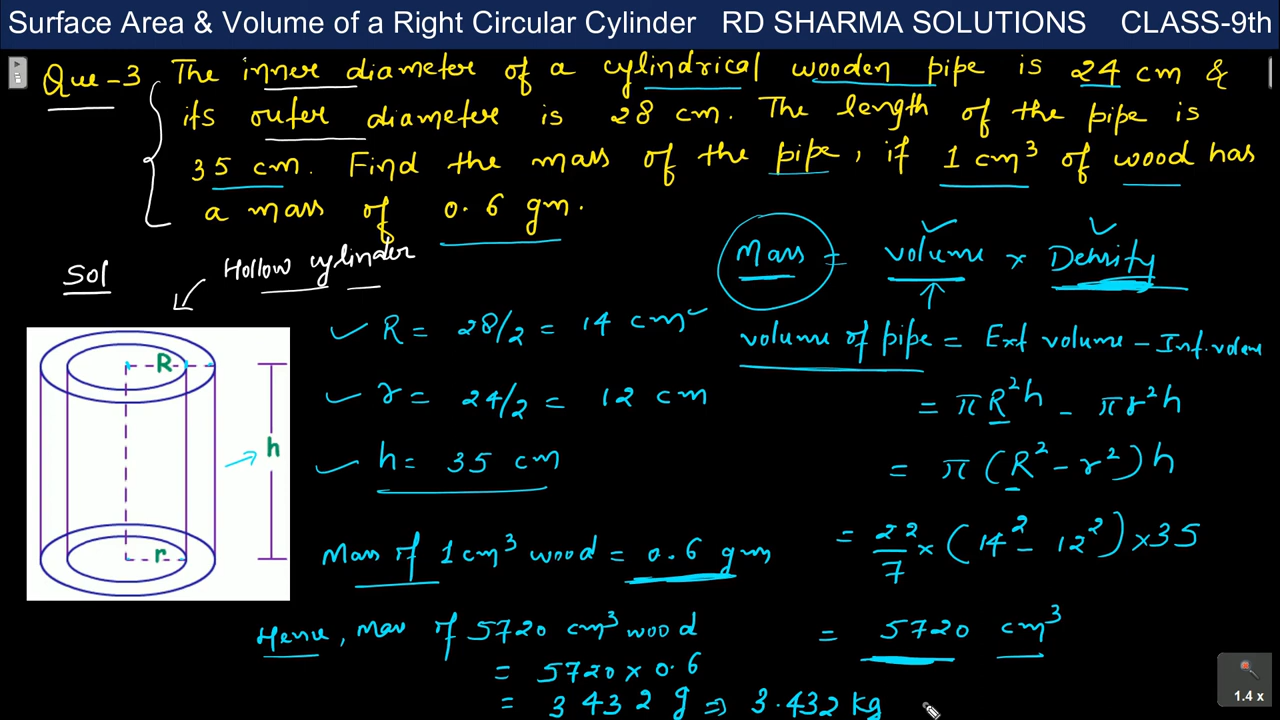 Surface Area & Volume of a Right Circular Cylinder RD SHARMA SOLUTIONS CLASS-9th
Que-3 The inner diameter of a cylindrical wooden pipe is 24 cm &
its outer diameter is 28 cm. The length of the pipe is
35 cm. Find the mass of the pipe, if 1 cm³ of wood has
a mass of 0.6 gm.
Sol
Hollow cylinder
R
h
r
✓ R = 28/2 = 14 cm
✓ r = 24/2 = 12 cm
✓ h = 35 cm
Mass of 1 cm³ wood = 0.6 gm
Hence, Mass of 5720 cm³ wood
= 5720 × 0.6
= 3432 g ⇒ 3.432 kg
Mass = volume × Density
volume of pipe = Ext volume - Int. volume
= πR²h - πr²h
= π(R² - r²)h
= 22/7 × (14² - 12²) × 35
= 5720 cm³
1.4 x